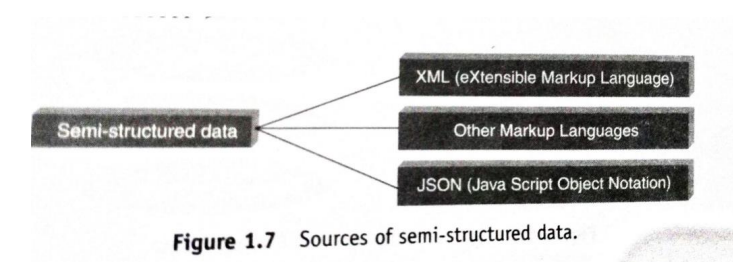 XML (eXtensible Markup Language)
Semi-structured data
Other Markup Languages
JSON (Java Script Object Notation)
Figure 1.7 Sources of semi-structured data.